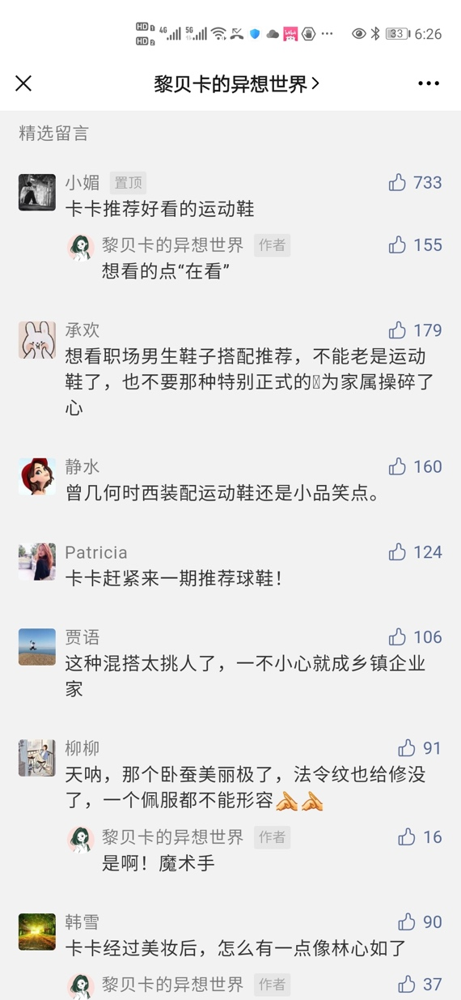 HD 1 4G 5G 33 6:26
HD 2
黎贝卡的异想世界
精选留言
小媚 置顶 733
卡卡推荐好看的运动鞋
黎贝卡的异想世界 作者 155
想看的点“在看”
承欢 179
想看职场男生鞋子搭配推荐，不能老是运动
鞋了，也不要那种特别正式的为家属操碎了
心
静水 160
曾几何时西装配运动鞋还是小品笑点。
Patricia 124
卡卡赶紧来一期推荐球鞋！
贾语 106
这种混搭太挑人了，一不小心就成乡镇企业
家
柳柳 91
天呐，那个卧蚕美丽极了，法令纹也给修没
了，一个佩服都不能形容
黎贝卡的异想世界 作者 16
是啊！魔术手
韩雪 90
卡卡经过美妆后，怎么有一点像林心如了
黎贝卡的异想世界 作者 37